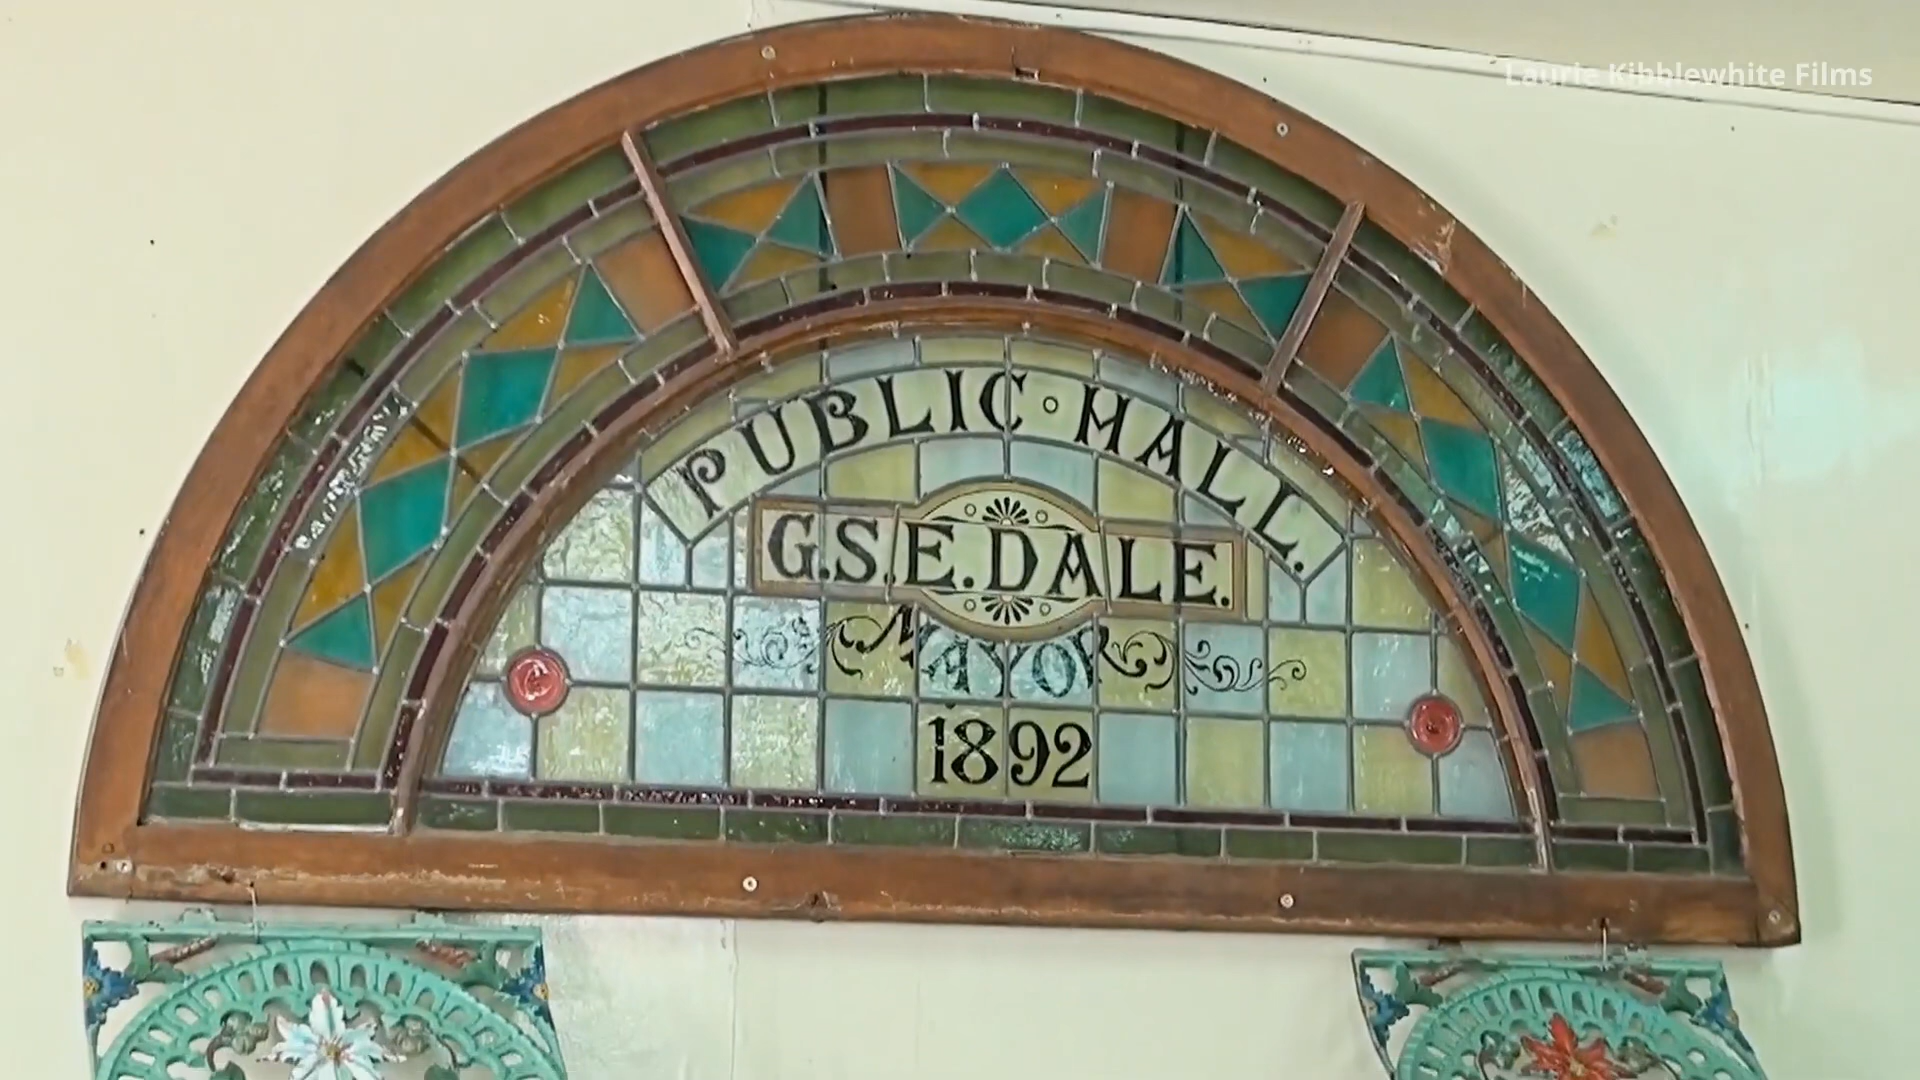 Laurie Kibblewhite Films
PUBLIC · HALL.
G.S.E. DALE.
MAYOR
1892